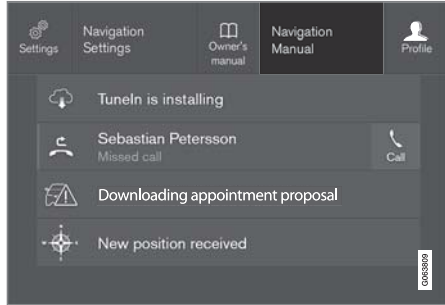 Settings
Navigation
Settings
Owner's
manual
Navigation
Manual
Profile
TuneIn is installing
Sebastian Petersson
Missed call
Call
Downloading appointment proposal
New position received
G063809